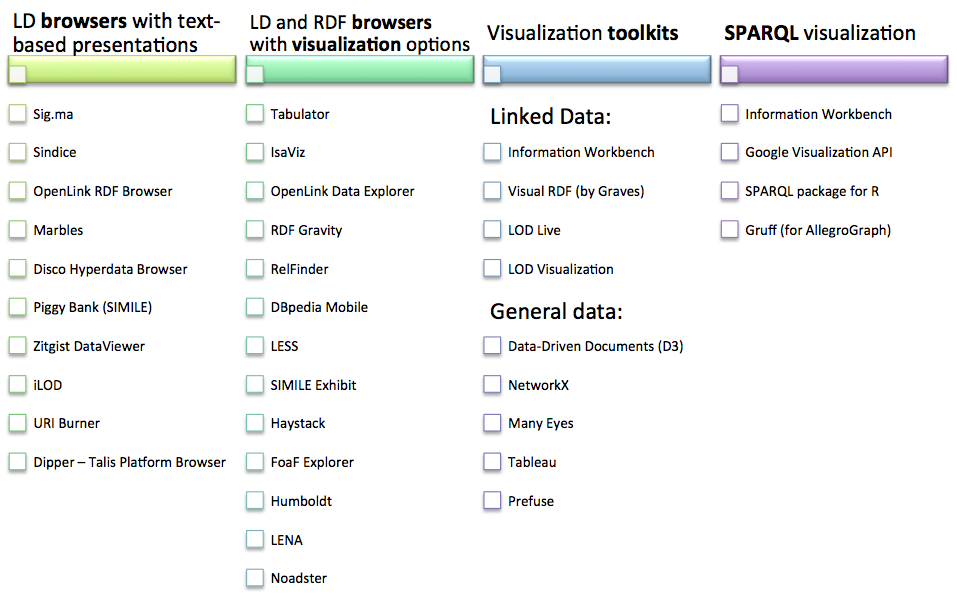 LD browsers with text-
based presentations
Sig.ma
Sindice
OpenLink RDF Browser
Marbles
Disco Hyperdata Browser
Piggy Bank (SIMILE)
Zitgist DataViewer
iLOD
URI Burner
Dipper – Talis Platform Browser
LD and RDF browsers
with visualization options
Tabulator
IsaViz
OpenLink Data Explorer
RDF Gravity
RelFinder
DBpedia Mobile
LESS
SIMILE Exhibit
Haystack
FoaF Explorer
Humboldt
LENA
Noadster
Visualization toolkits
Linked Data:
Information Workbench
Visual RDF (by Graves)
LOD Live
LOD Visualization
General data:
Data-Driven Documents (D3)
NetworkX
Many Eyes
Tableau
Prefuse
SPARQL visualization
Information Workbench
Google Visualization API
SPARQL package for R
Gruff (for AllegroGraph)